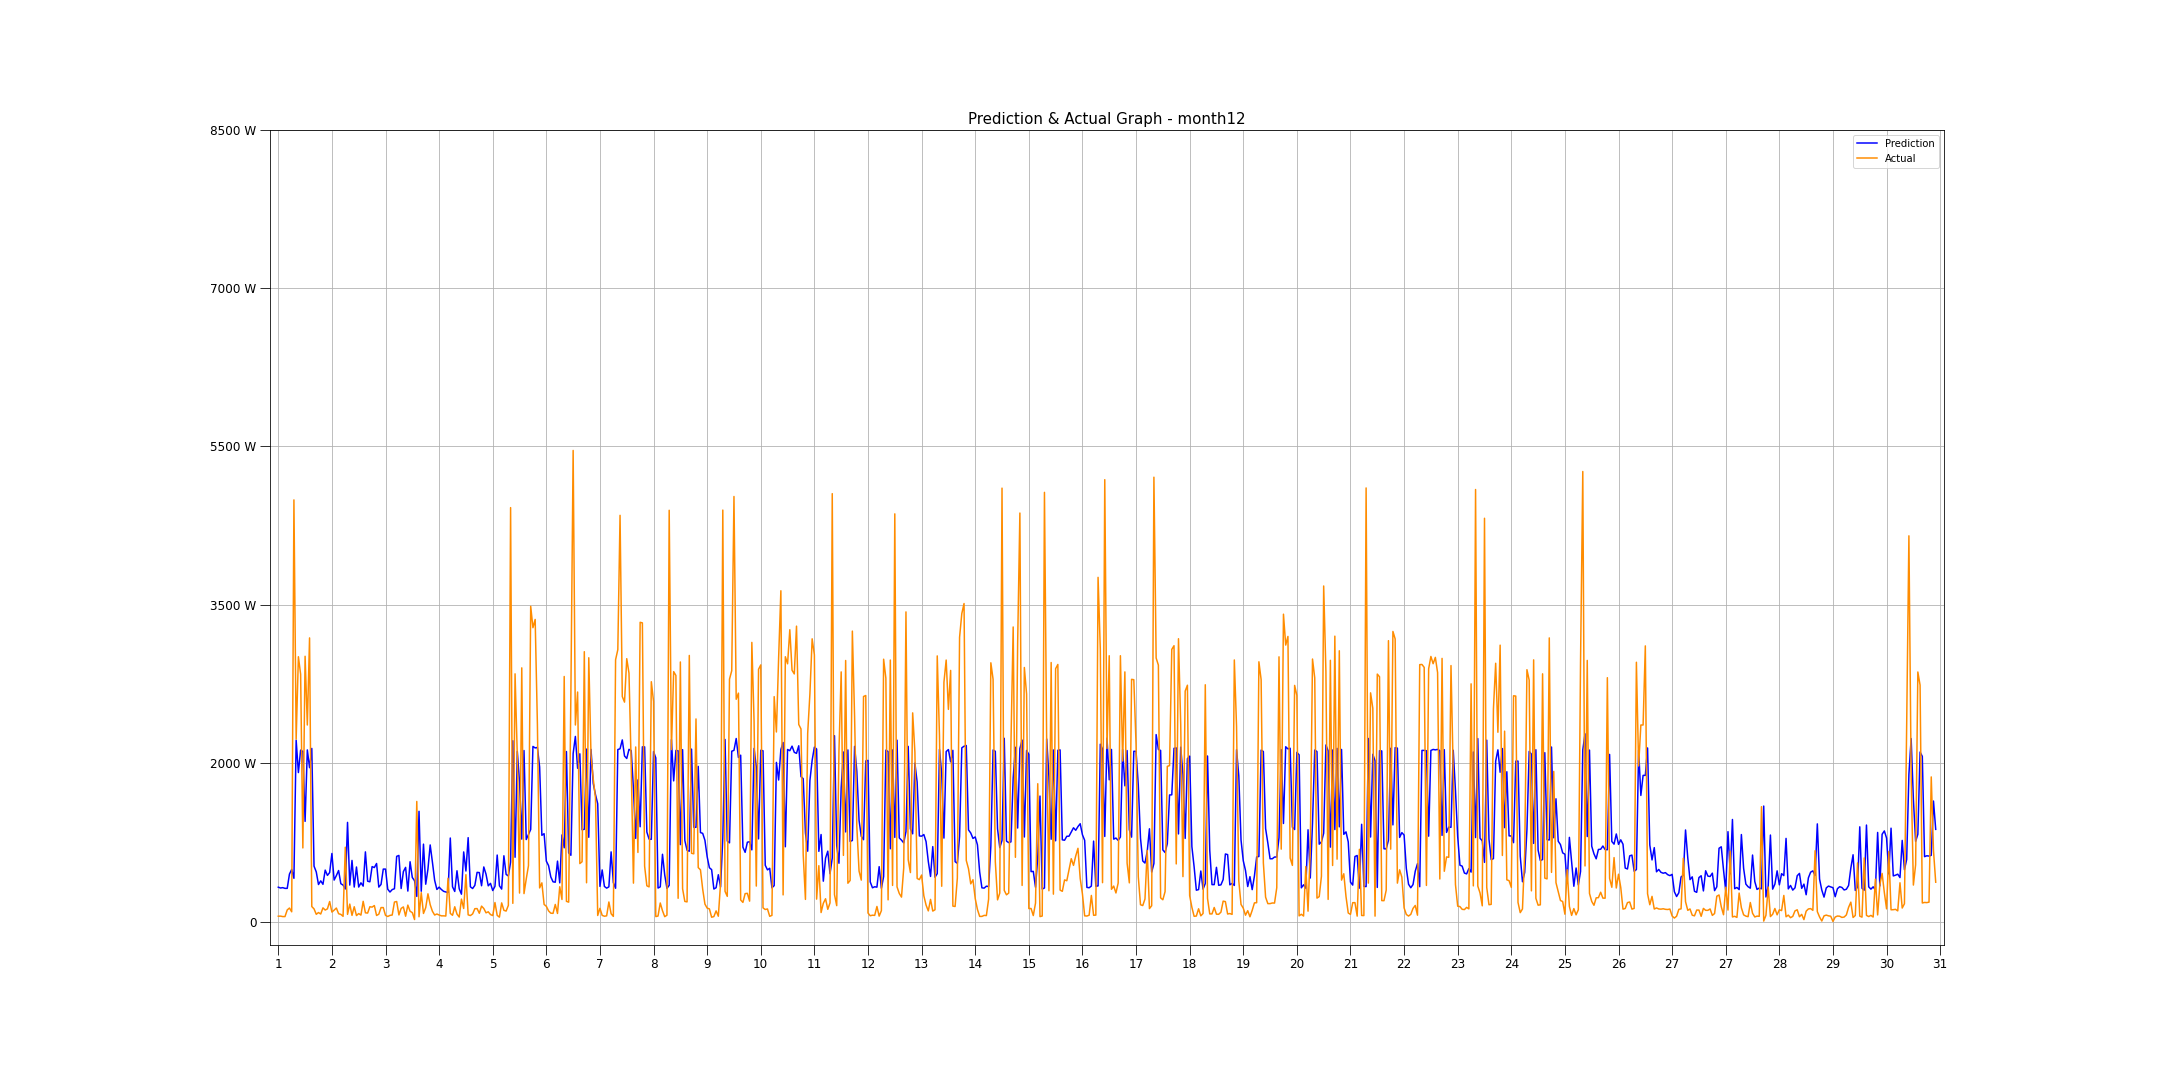 Prediction & Actual Graph - month12
8500 W
7000 W
5500 W
3500 W
2000 W
0
Prediction
Actual
1 2 3 4 5 6 7 8 9 10 11 12 13 14 15 16 17 18 19 20 21 22 23 24 25 26 27 27 28 29 30 31